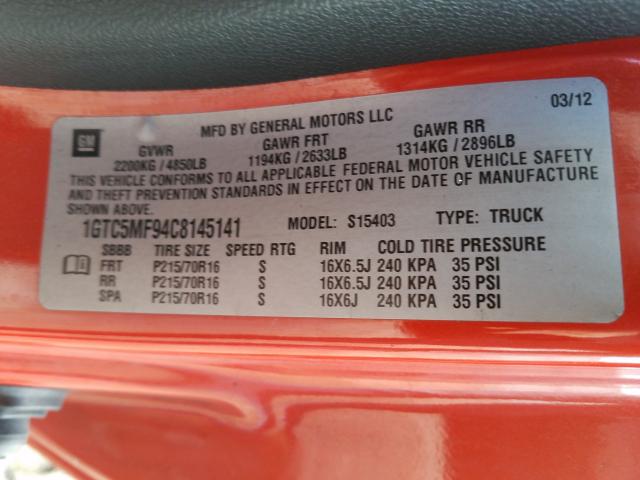 03/12
GM
MFD BY GENERAL MOTORS LLC
GVWR GAWR FRT GAWR RR
2200KG / 4850LB 1194KG / 2633LB 1314KG / 2896LB
THIS VEHICLE CONFORMS TO ALL APPLICABLE FEDERAL MOTOR VEHICLE SAFETY
AND THEFT PREVENTION STANDARDS IN EFFECT ON THE DATE OF MANUFACTURE
SHOWN ABOVE.
1GTC5MF94C8145141 MODEL: S15403 TYPE: TRUCK
SBBB TIRE SIZE SPEED RTG RIM COLD TIRE PRESSURE
FRT P215/70R16 S 16X6.5J 240 KPA 35 PSI
RR P215/70R16 S 16X6.5J 240 KPA 35 PSI
SPA P215/70R16 S 16X6J 240 KPA 35 PSI